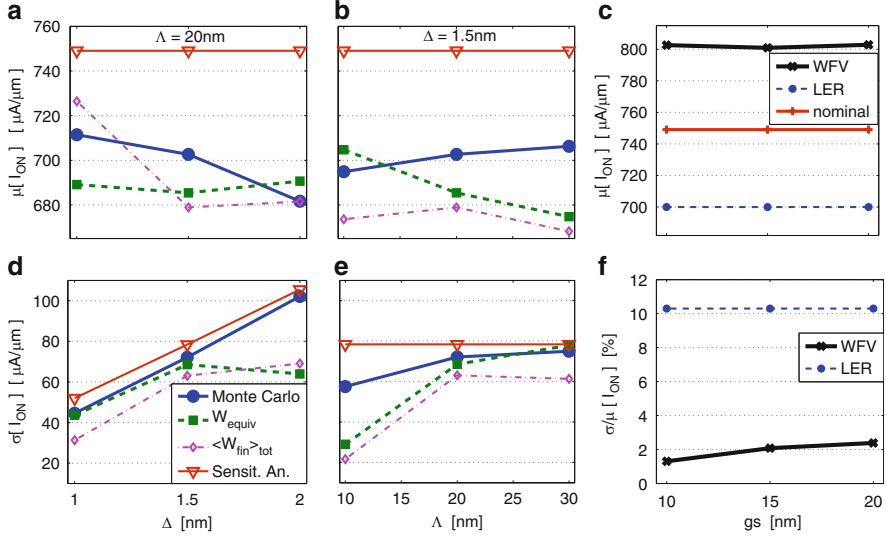 a
b
c
Λ = 20nm
Δ = 1.5nm
μ[ I_ON ] [ μA/μm ]
760
740
720
700
680
μ[ I_ON ] [ μA/μm ]
800
780
760
740
720
700
WFV
LER
nominal
d
e
f
σ[ I_ON ] [ μA/μm ]
100
80
60
40
20
Monte Carlo
W_equiv
<W_fin>_tot
Sensit. An.
1
1.5
2
Δ [nm]
10
20
30
Λ [nm]
σ/μ [ I_ON ] [%]
12
10
8
6
4
2
0
WFV
LER
10
15
20
gs [nm]